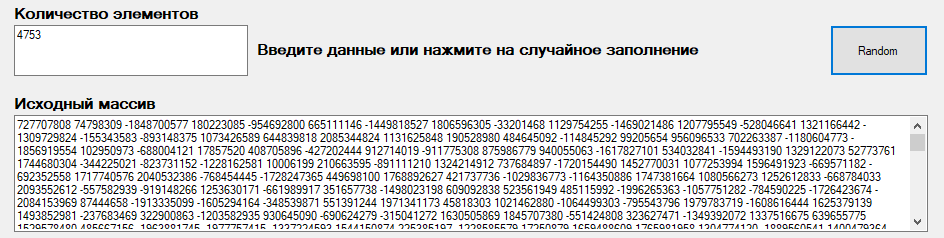 Количество элементов
4753
Введите данные или нажмите на случайное заполнение
Random
Исходный массив
727707808 74798309 -1848700577 180223085 -954692800 665111146 -1449818527 1806596305 -33201468 1129754255 -1469021486 1207795549 -528046641 1321166442 -
1309729824 -155343583 -893148375 1073426589 644839818 2085344824 1131625848 190528980 484645092 -114845292 99205654 956096533 702263387 -1180604773 -
1856919554 102950973 -688004121 17857520 408705896 -427202444 912714019 -911775308 875986779 940055063 -1617827101 534032841 -1594493190 1329122073 52773761
1744680304 -344225021 -823731152 -1228162581 10006199 210663595 -891111210 1324214912 737684897 -1720154490 1452770031 1077253994 1596491923 -669571182 -
692352558 1717740576 2040532386 -768454445 -1728247365 449698100 1768892627 421737736 -1029836773 -1164350886 1747381664 1080566273 1252612833 -668784033
2093552612 -557582939 -919148266 1253630171 -661989917 351657738 -1498023198 609092838 523561949 485115992 -1996265363 -1057751282 -784590225 -1726423674 -
2084153969 87444658 -1913335099 -1605294164 -348539871 551391244 1971341173 45818303 1021462880 -1064499303 -795543796 1979783719 -1608616444 1625379139
1493852981 -237683469 322900863 -1203582935 930645090 -690624279 -315041272 1630505869 1845707380 -551424808 323627471 -1349392072 1337516675 639655775